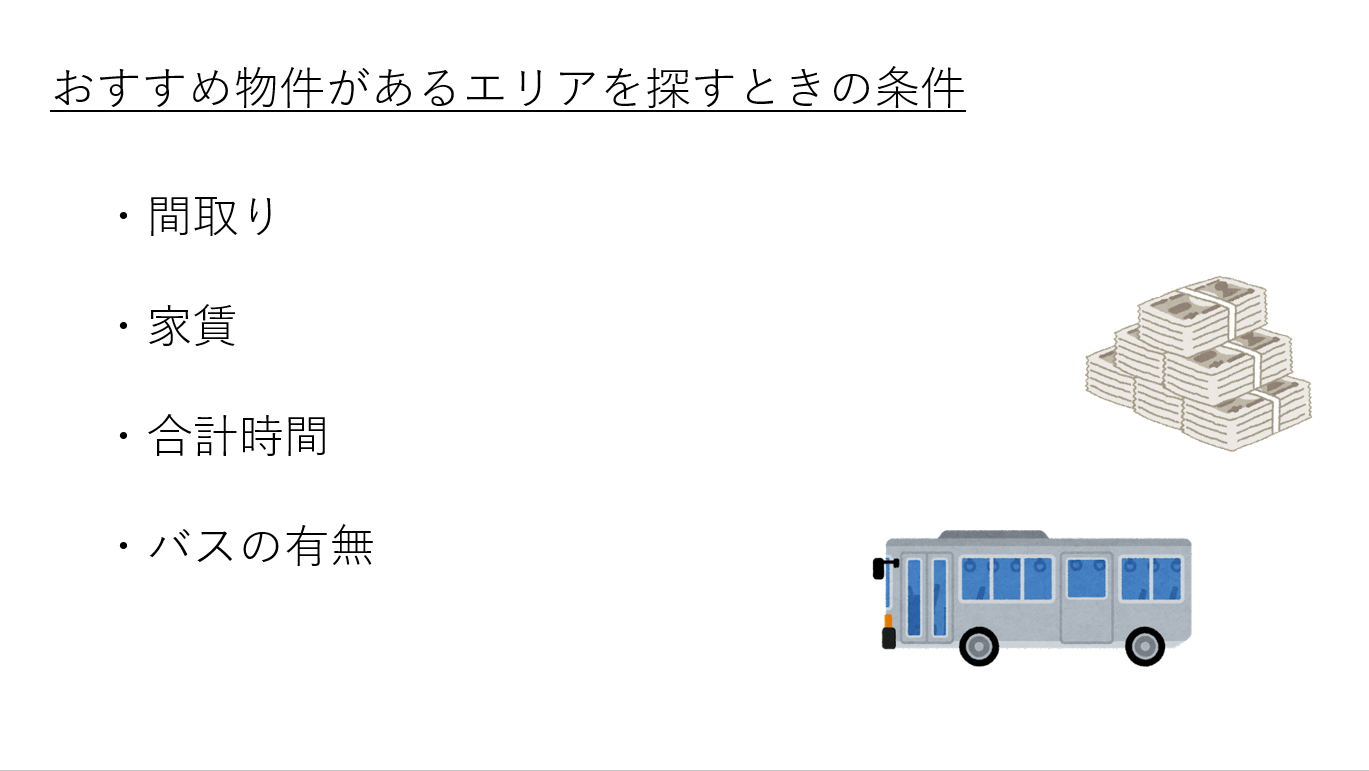 おすすめ物件があるエリアを探すときの条件
・間取り
・家賃
・合計時間
・バスの有無